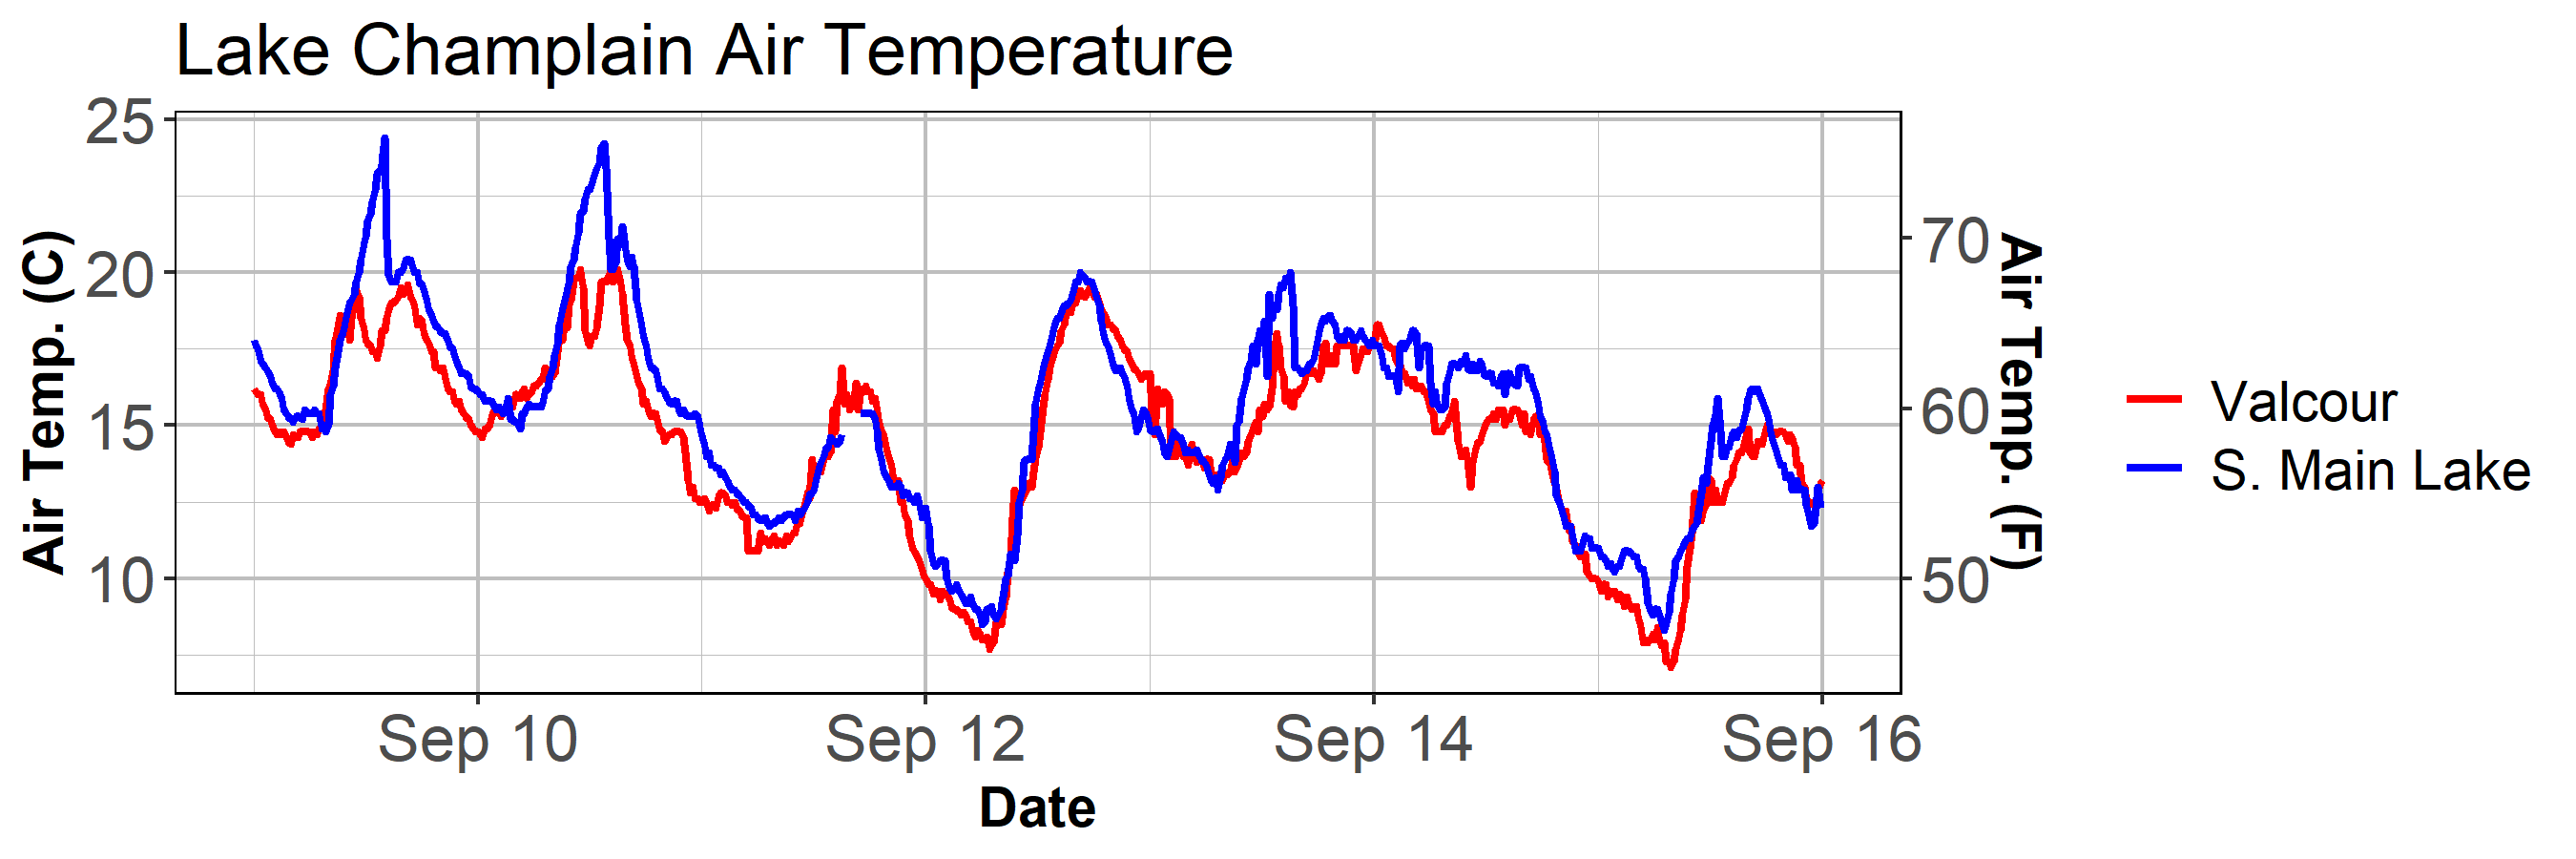 Lake Champlain Air Temperature
25
20
15
10
Air Temp. (C)
70
60
50
Air Temp. (F)
Sep 10
Sep 12
Sep 14
Sep 16
Date
Valcour
S. Main Lake